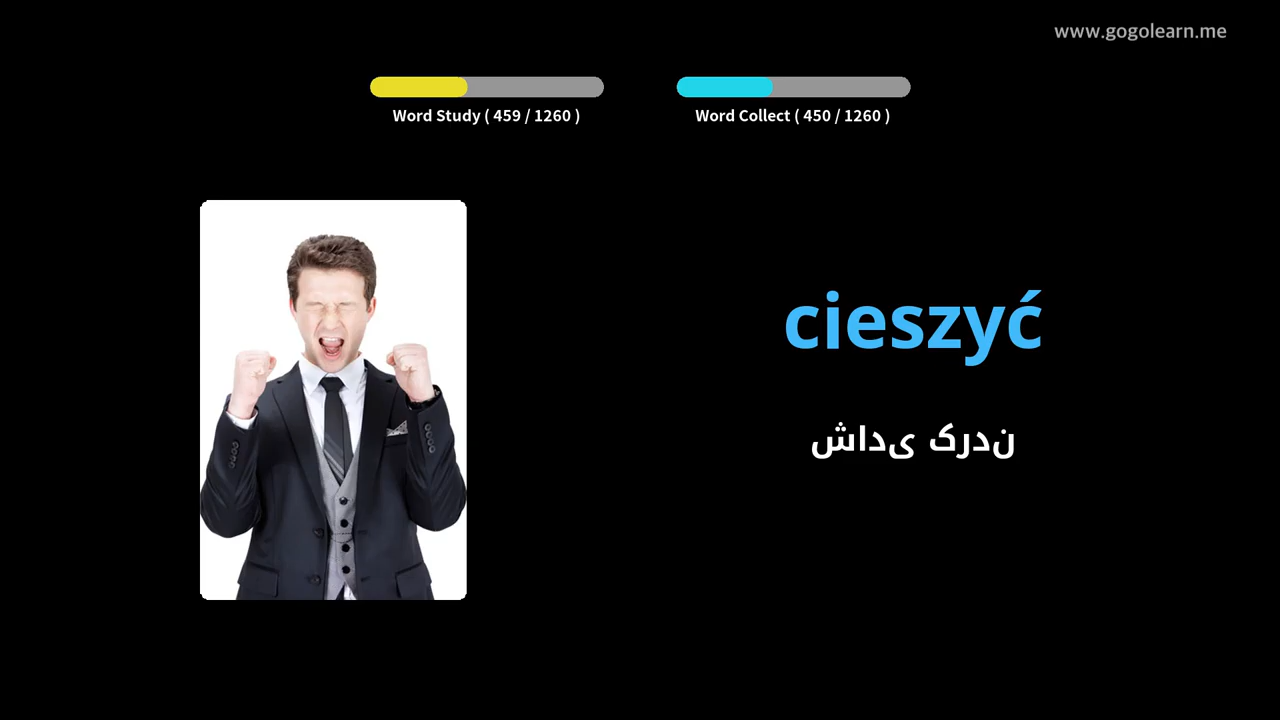 www.gogolearn.me
Word Study ( 459 / 1260 )
Word Collect ( 450 / 1260 )
cieszyć
شادی کردن